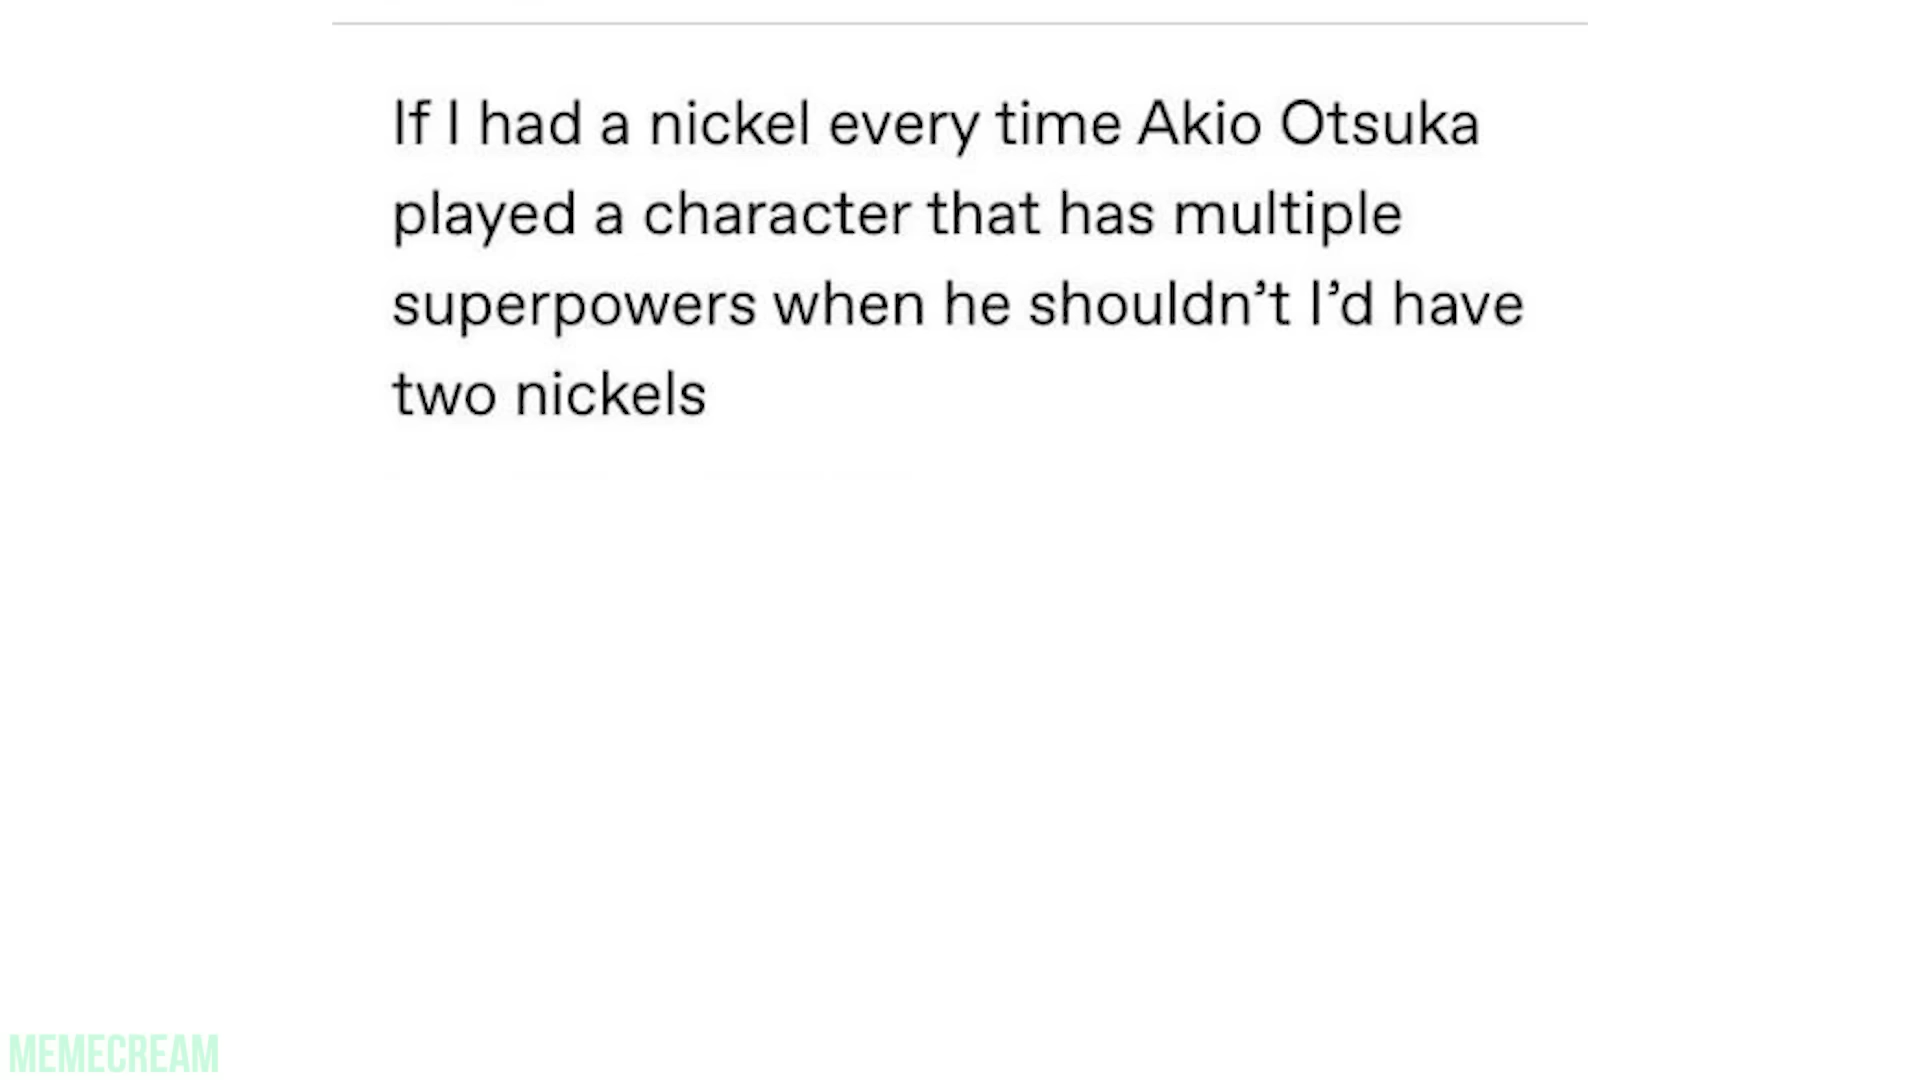 If I had a nickel every time Akio Otsuka
played a character that has multiple
superpowers when he shouldn’t I’d have
two nickels
MEMECREAM